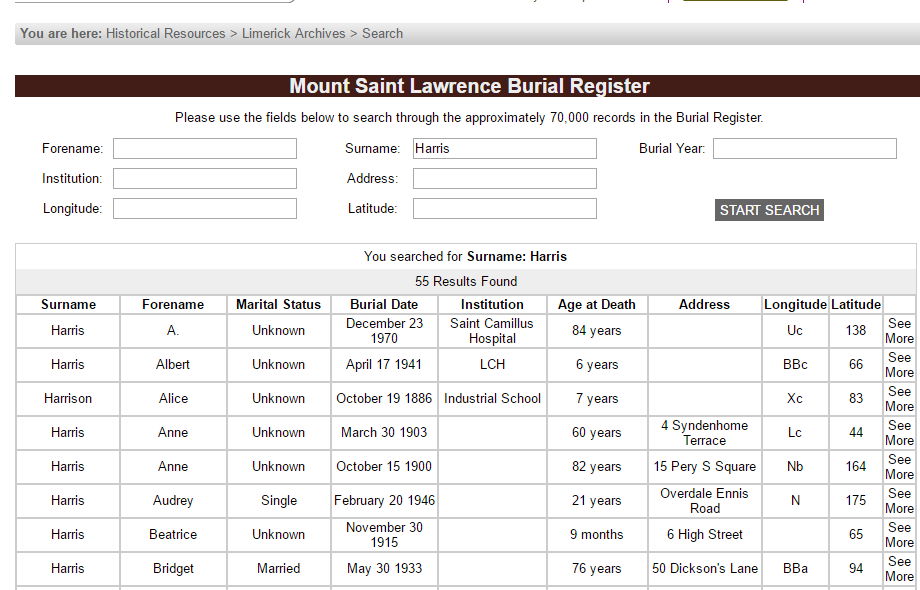 You are here: Historical Resources > Limerick Archives > Search
Mount Saint Lawrence Burial Register
Please use the fields below to search through the approximately 70,000 records in the Burial Register.
Forename: Surname: Harris Burial Year:
Institution: Address:
Longitude: Latitude: START SEARCH
You searched for Surname: Harris
55 Results Found
Surname Forename Marital Status Burial Date Institution Age at Death Address Longitude Latitude
Harris A. Unknown December 23 1970 Saint Camillus Hospital 84 years Uc 138 See More
Harris Albert Unknown April 17 1941 LCH 6 years BBc 66 See More
Harrison Alice Unknown October 19 1886 Industrial School 7 years Xc 83 See More
Harris Anne Unknown March 30 1903 60 years 4 Syndenhome Terrace Lc 44 See More
Harris Anne Unknown October 15 1900 82 years 15 Pery S Square Nb 164 See More
Harris Audrey Single February 20 1946 21 years Overdale Ennis Road N 175 See More
Harris Beatrice Unknown November 30 1915 9 months 6 High Street 65 See More
Harris Bridget Married May 30 1933 76 years 50 Dickson's Lane BBa 94 See More